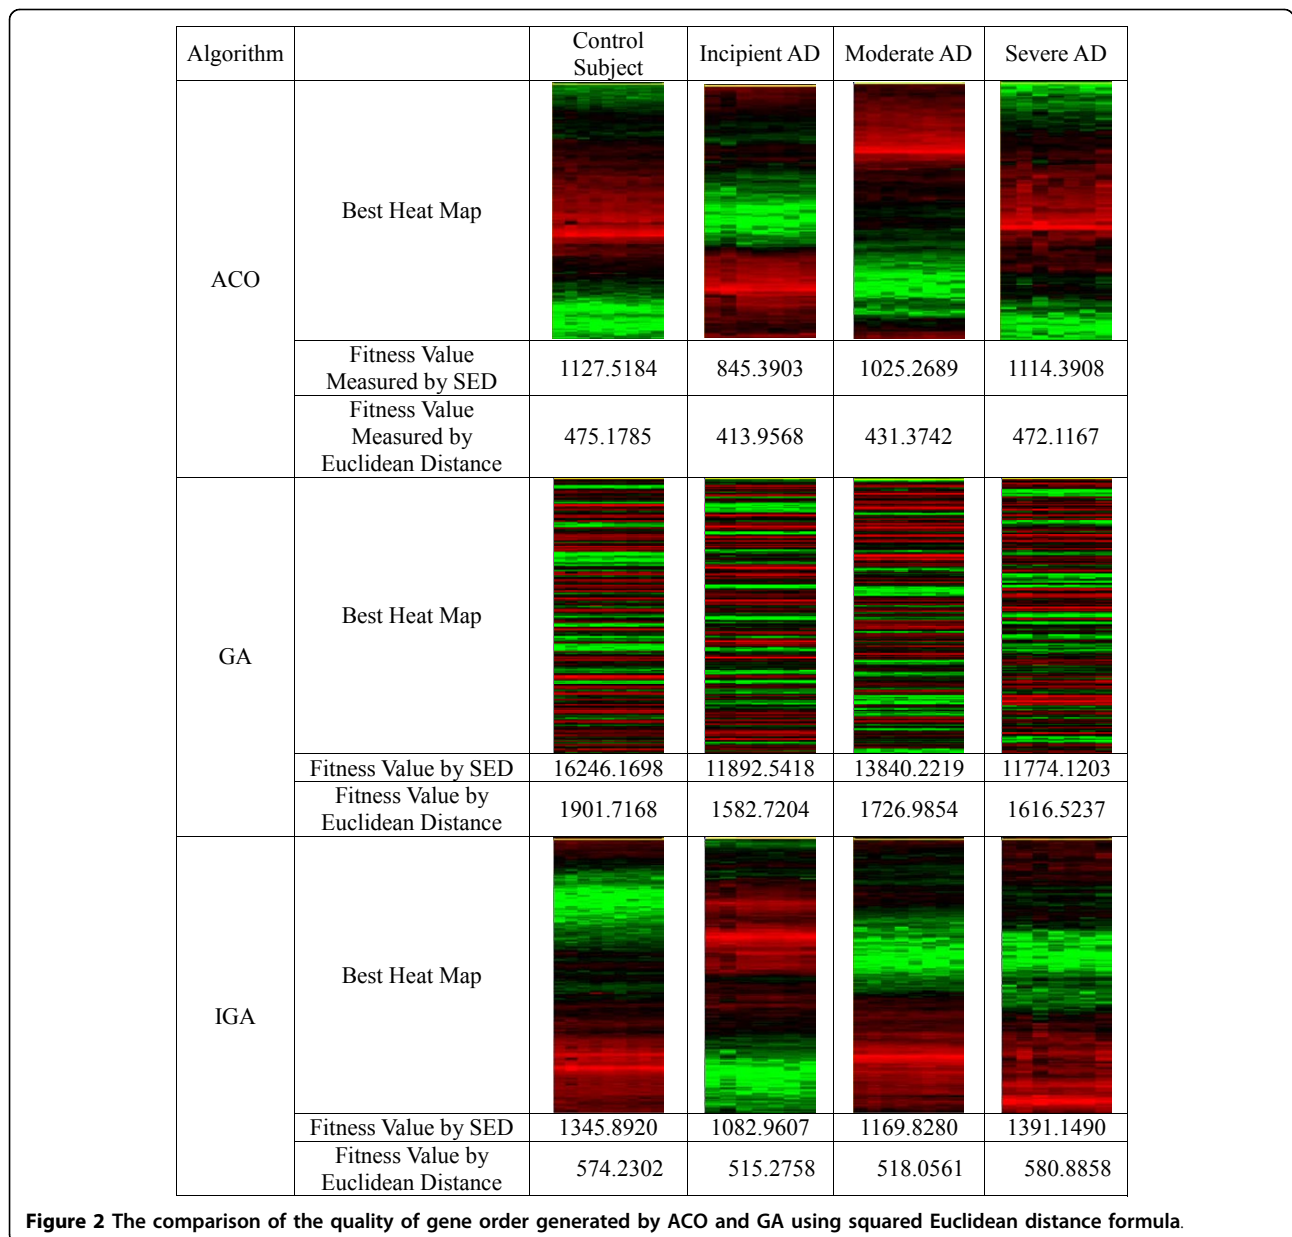 Algorithm
Control
Subject
Incipient AD
Moderate AD
Severe AD
ACO
Best Heat Map
Fitness Value
Measured by SED
1127.5184
845.3903
1025.2689
1114.3908
Fitness Value
Measured by
Euclidean Distance
475.1785
413.9568
431.3742
472.1167
GA
Best Heat Map
Fitness Value by SED
16246.1698
11892.5418
13840.2219
11774.1203
Fitness Value by
Euclidean Distance
1901.7168
1582.7204
1726.9854
1616.5237
IGA
Best Heat Map
Fitness Value by SED
1345.8920
1082.9607
1169.8280
1391.1490
Fitness Value by
Euclidean Distance
574.2302
515.2758
518.0561
580.8858
Figure 2 The comparison of the quality of gene order generated by ACO and GA using squared Euclidean distance formula.